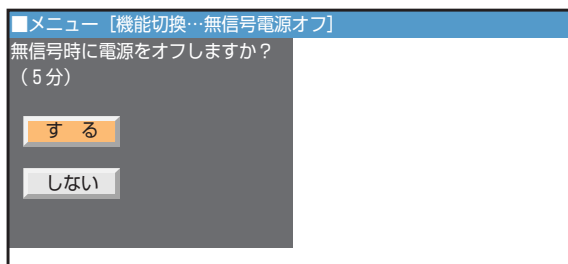 ■メニュー［機能切換…無信号電源オフ］
無信号時に電源をオフしますか？
（５分）
す る
しない